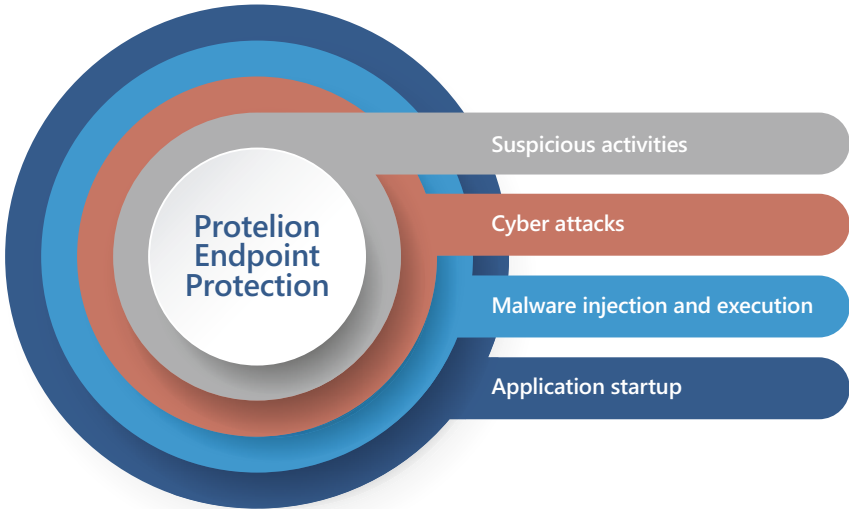 Protelion
Endpoint
Protection
Suspicious activities
Cyber attacks
Malware injection and execution
Application startup